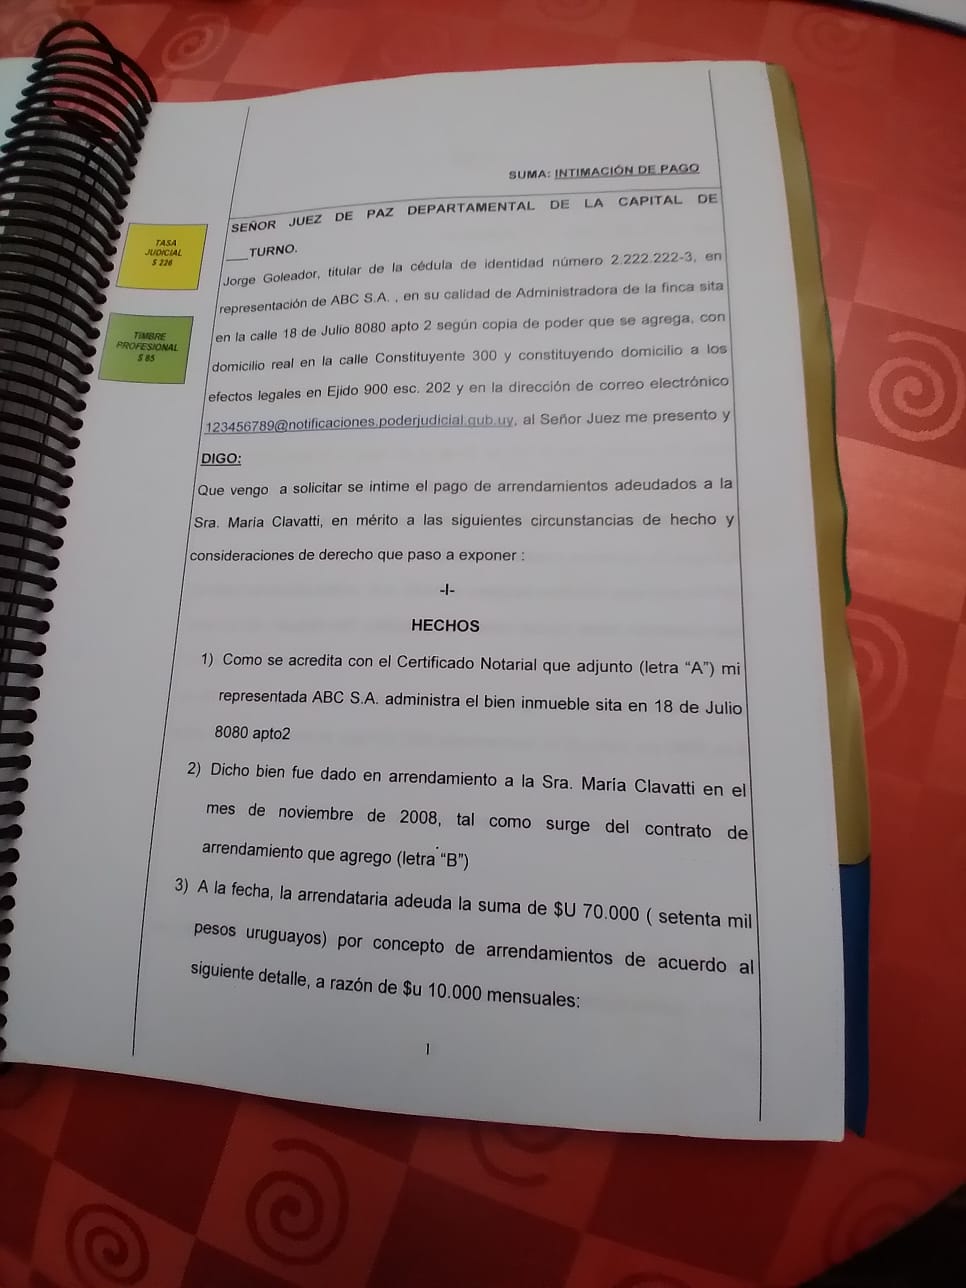 SUMA: INTIMACIÓN DE PAGO
SEÑOR JUEZ DE PAZ DEPARTAMENTAL DE LA CAPITAL DE
___TURNO.
TASA
JUDICIAL
$ 226
TIMBRE
PROFESIONAL
$ 85
Jorge Goleador, titular de la cédula de identidad número 2.222.222-3, en
representación de ABC S.A. , en su calidad de Administradora de la finca sita
en la calle 18 de Julio 8080 apto 2 según copia de poder que se agrega, con
domicilio real en la calle Constituyente 300 y constituyendo domicilio a los
efectos legales en Ejido 900 esc. 202 y en la dirección de correo electrónico
123456789@notificaciones.poderjudicial.gub.uy, al Señor Juez me presento y
DIGO:
Que vengo a solicitar se intime el pago de arrendamientos adeudados a la
Sra. Maria Clavatti, en mérito a las siguientes circunstancias de hecho y
consideraciones de derecho que paso a exponer :
-I-
HECHOS
1) Como se acredita con el Certificado Notarial que adjunto (letra “A”) mi
representada ABC S.A. administra el bien inmueble sita en 18 de Julio
8080 apto2
2) Dicho bien fue dado en arrendamiento a la Sra. Maria Clavatti en el
mes de noviembre de 2008, tal como surge del contrato de
arrendamiento que agrego (letra “B”)
3) A la fecha, la arrendataria adeuda la suma de $U 70.000 ( setenta mil
pesos uruguayos) por concepto de arrendamientos de acuerdo al
siguiente detalle, a razón de $u 10.000 mensuales:
1